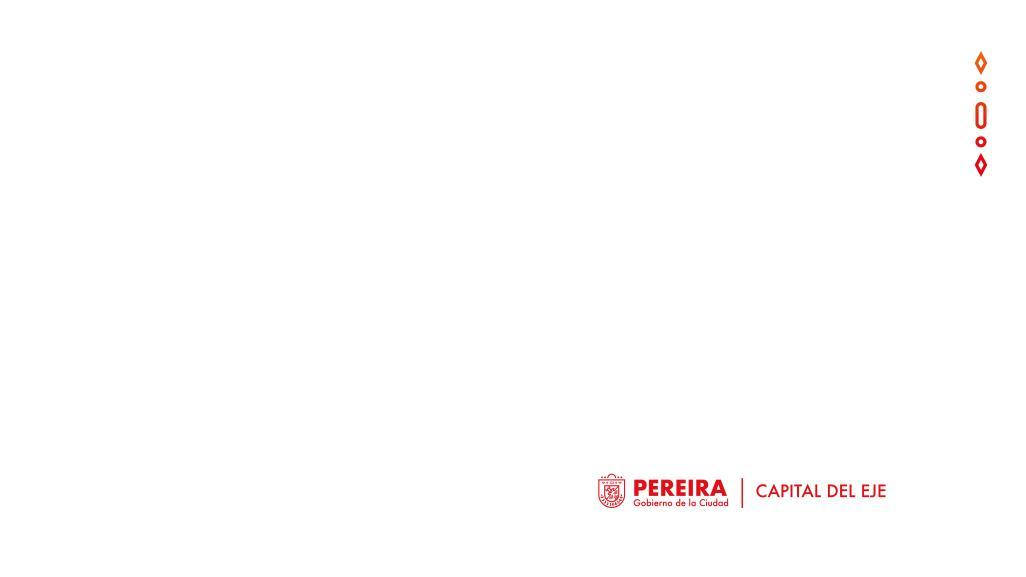 PEREIRA
Gobierno de la Ciudad
CAPITAL DEL EJE